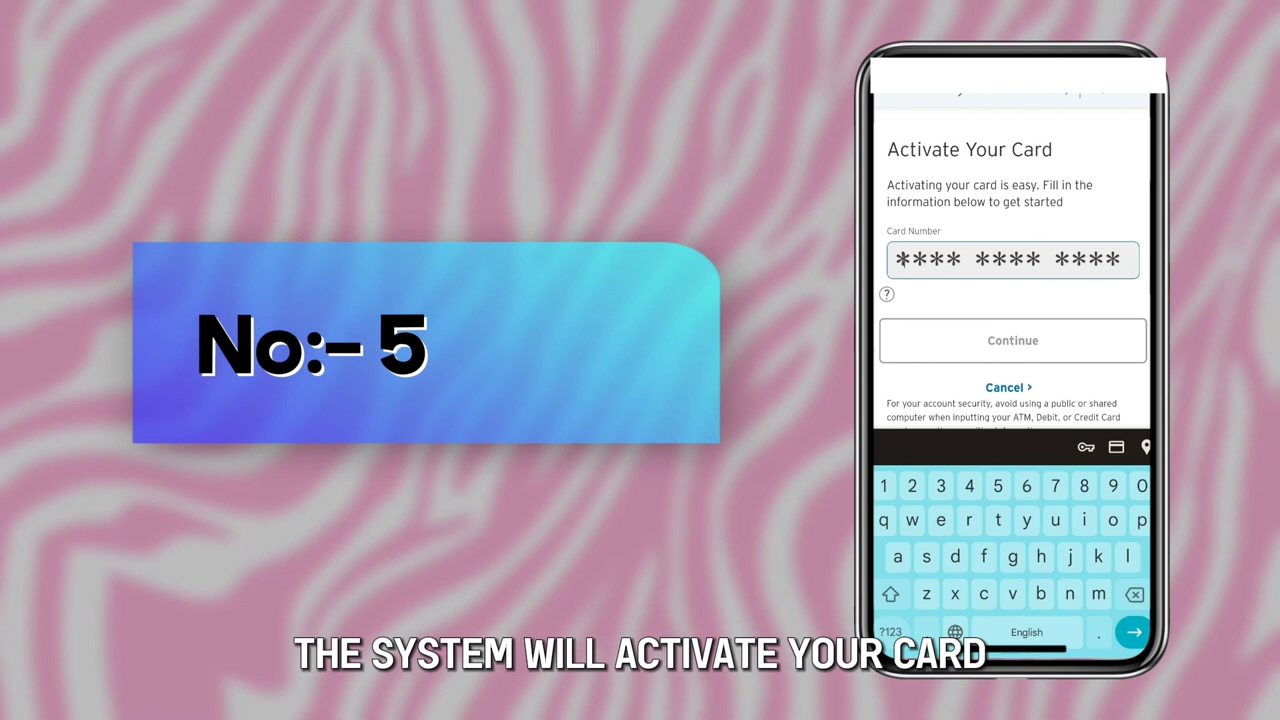 No:- 5
Activate Your Card
Activating your card is easy. Fill in the
information below to get started
Card Number
**** **** ****
?
Continue
Cancel ›
For your account security, avoid using a public or shared
computer when inputting your ATM, Debit, or Credit Card
1 2 3 4 5 6 7 8 9 0
q w e r t y u i o p
a s d f g h j k l
z x c v b n m
?123 English .
THE SYSTEM WILL ACTIVATE YOUR CARD